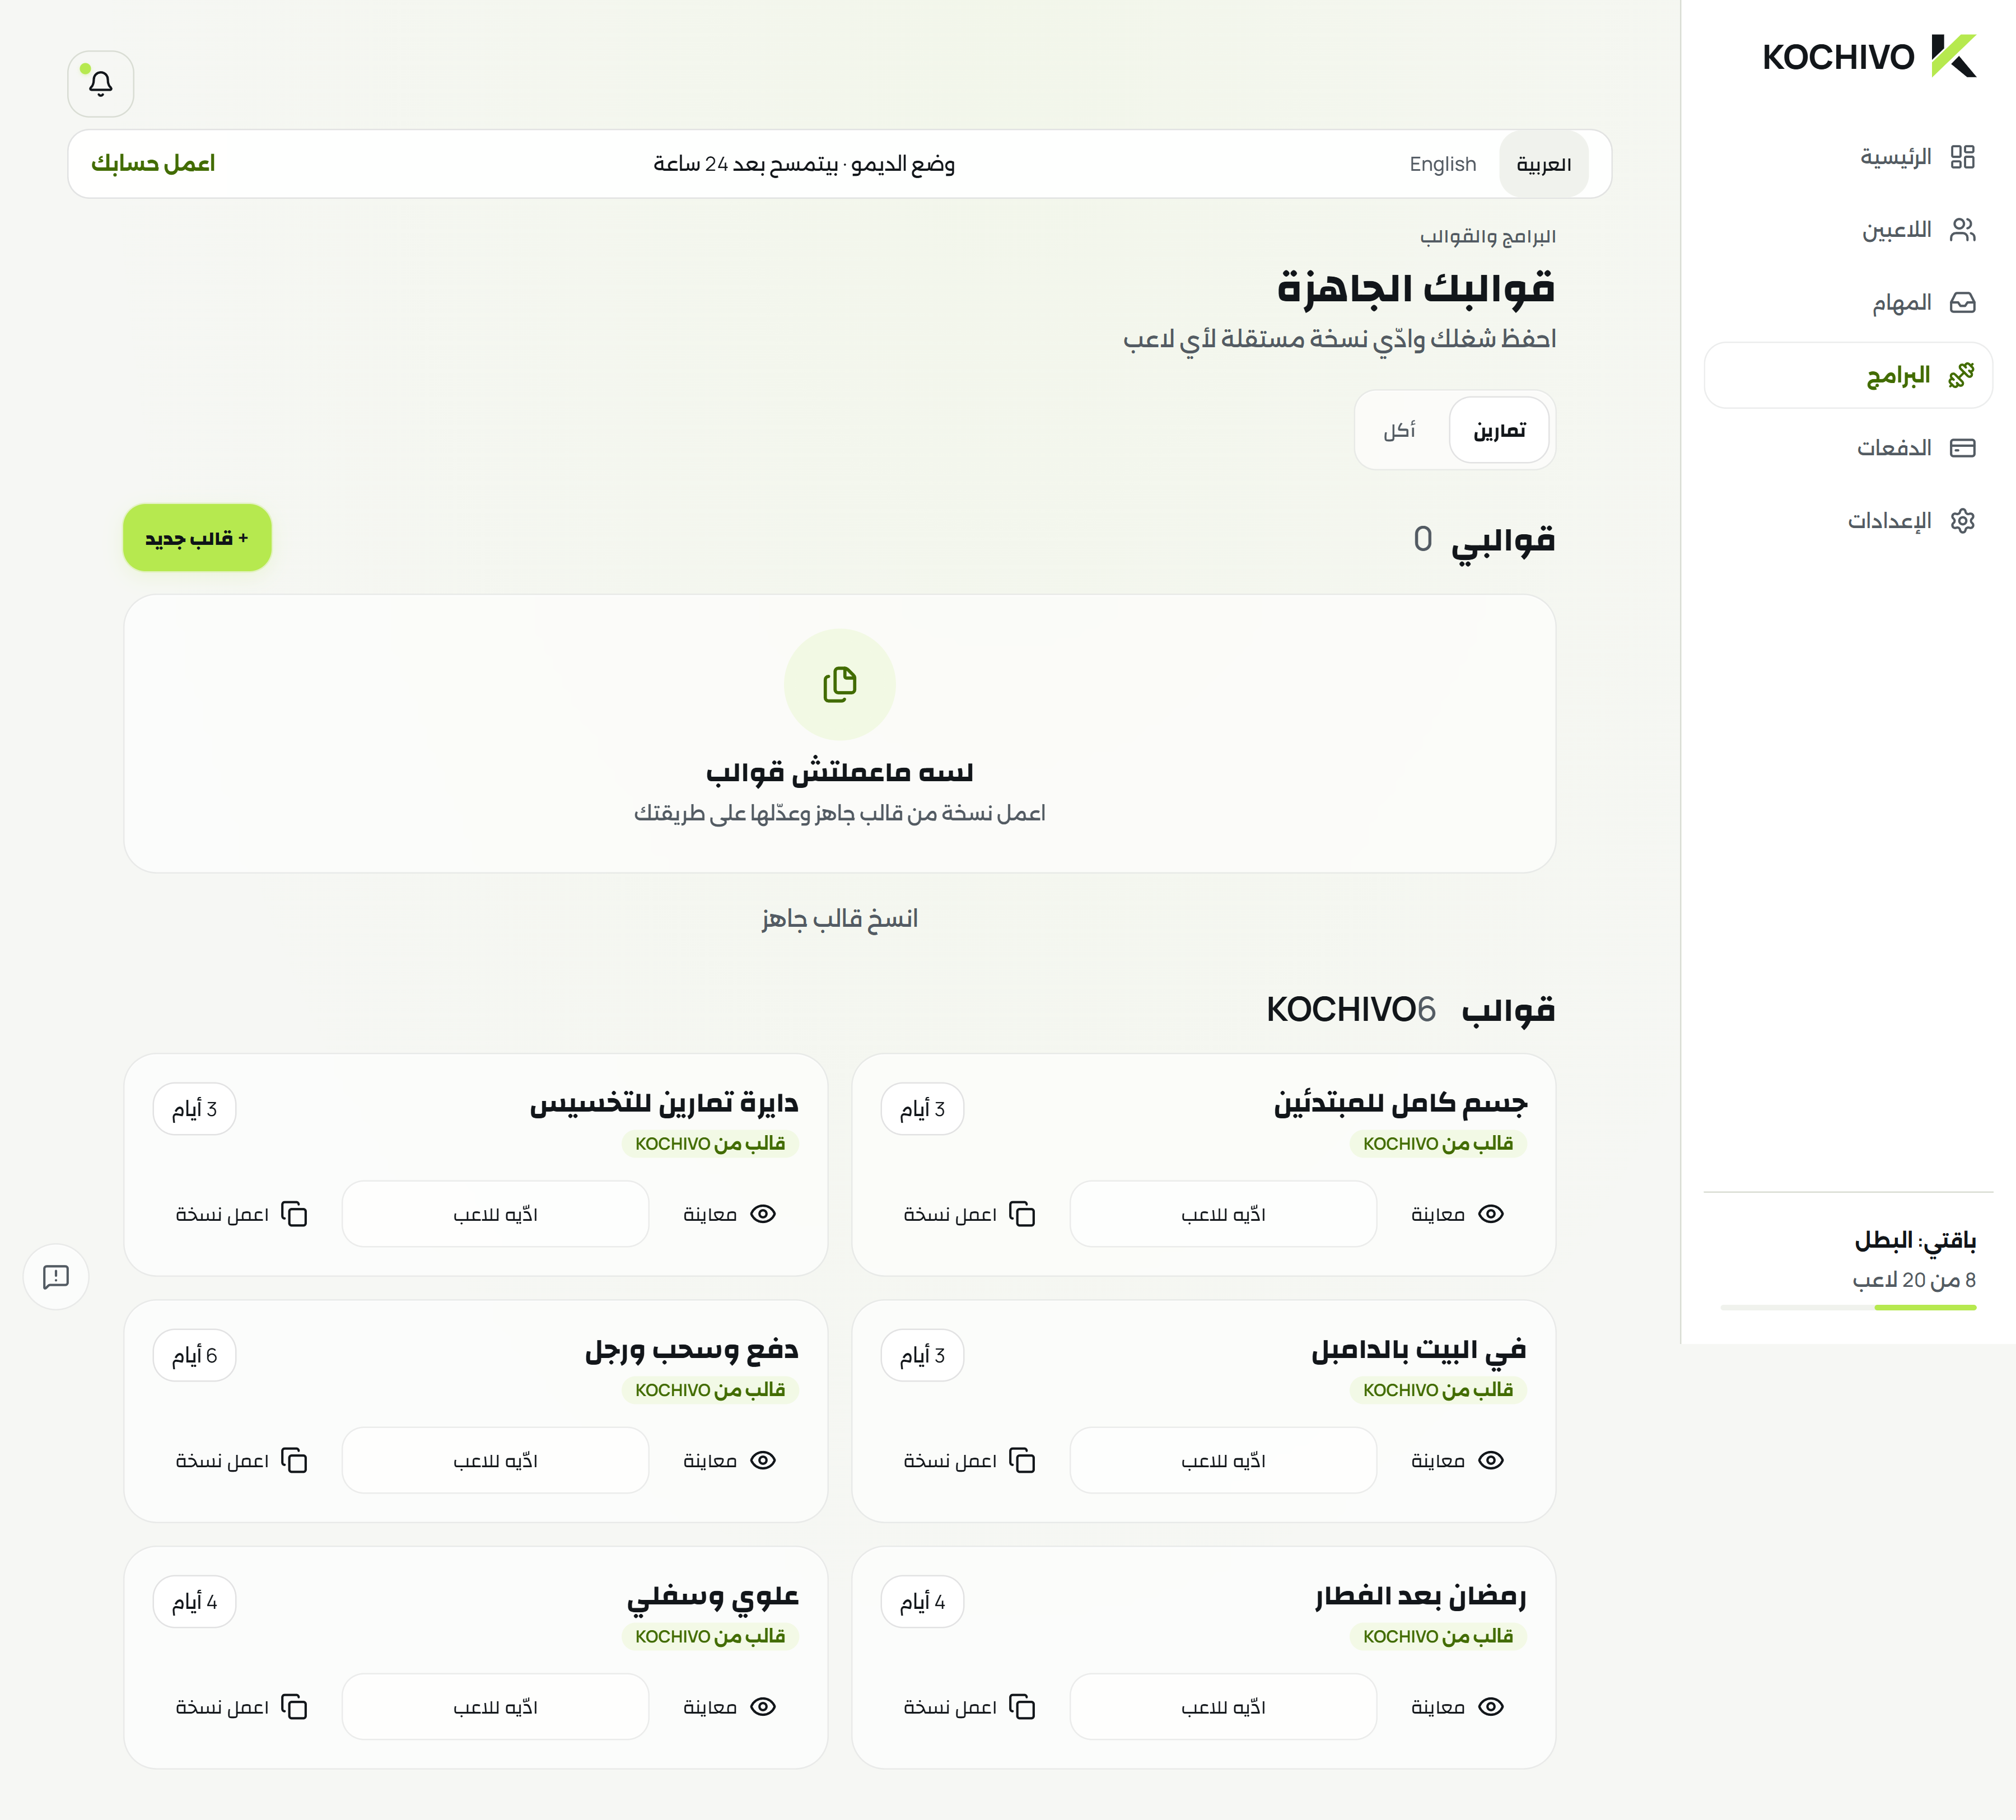 KOCHIVO
الرئيسية
اللاعبين
المهام
البرامج
الدفعات
الإعدادات
باقتي: البطل
8 من 20 لاعب
العربية English
وضع الديمو · بيتمسح بعد 24 ساعة
اعمل حسابك
البرامج والقوالب
قوالبك الجاهزة
احفظ شغلك وادّي نسخة مستقلة لأي لاعب
تمارين أكل
قوالبي 0
+ قالب جديد
لسه ماعملتش قوالب
اعمل نسخة من قالب جاهز وعدّلها على طريقتك
انسخ قالب جاهز
قوالب KOCHIVO6
جسم كامل للمبتدئين
3 أيام
قالب من KOCHIVO
معاينة ادّيه للاعب اعمل نسخة
دايرة تمارين للتخسيس
3 أيام
قالب من KOCHIVO
معاينة ادّيه للاعب اعمل نسخة
في البيت بالدامبل
3 أيام
قالب من KOCHIVO
معاينة ادّيه للاعب اعمل نسخة
دفع وسحب ورجل
6 أيام
قالب من KOCHIVO
معاينة ادّيه للاعب اعمل نسخة
رمضان بعد الفطار
4 أيام
قالب من KOCHIVO
معاينة ادّيه للاعب اعمل نسخة
علوي وسفلي
4 أيام
قالب من KOCHIVO
معاينة ادّيه للاعب اعمل نسخة